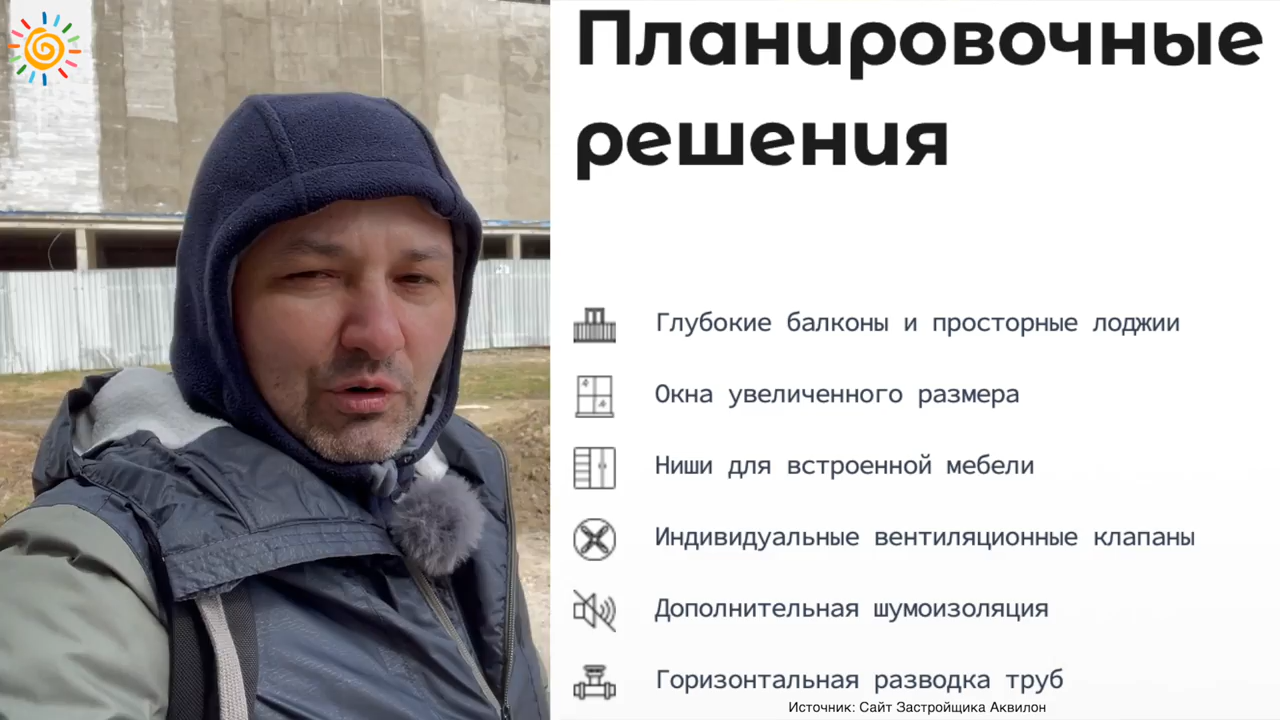 Планировочные
решения
Глубокие балконы и просторные лоджии
Окна увеличенного размера
Ниши для встроенной мебели
Индивидуальные вентиляционные клапаны
Дополнительная шумоизоляция
Горизонтальная разводка труб
Источник: Сайт Застройщика Аквилон